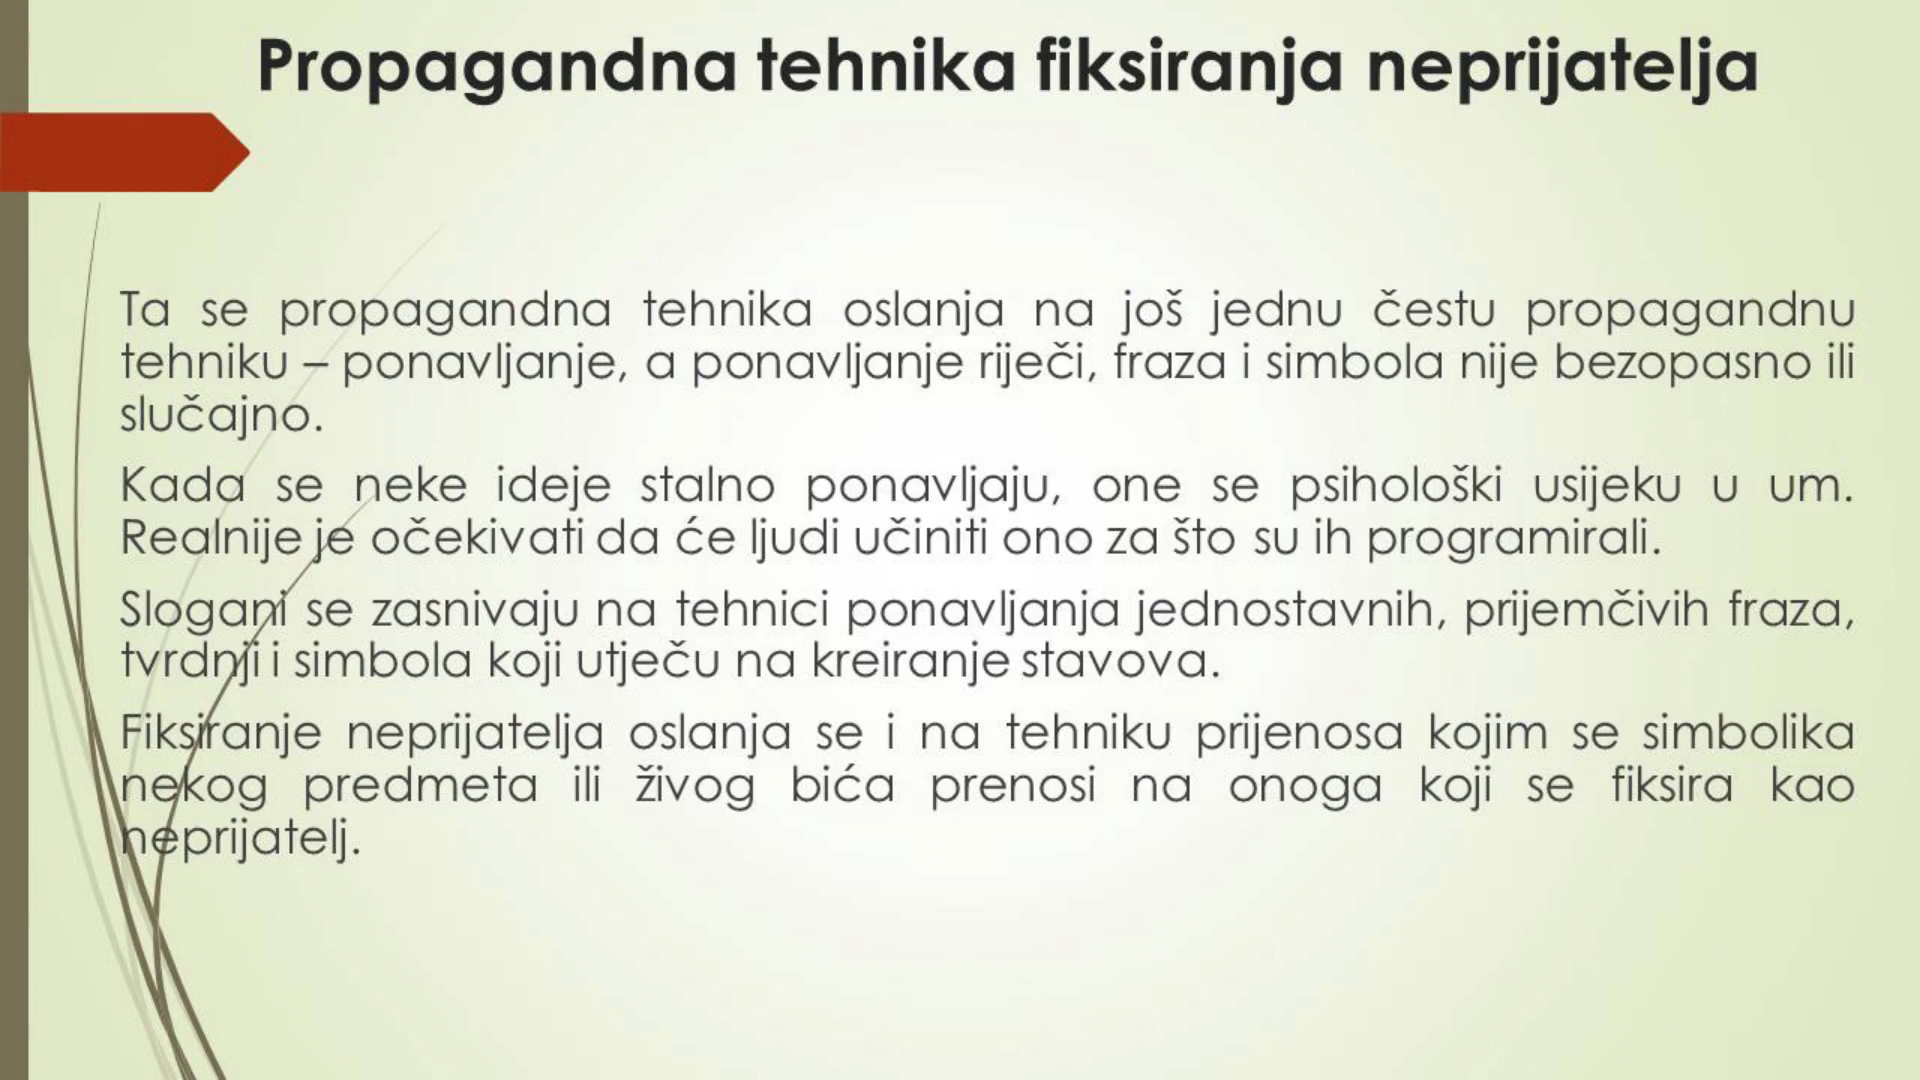 Propagandna tehnika fiksiranja neprijatelja
Ta se propagandna tehnika oslanja na još jednu čestu propagandnu
tehniku – ponavljanje, a ponavljanje riječi, fraza i simbola nije bezopasno ili
slučajno.
Kada se neke ideje stalno ponavljaju, one se psihološki usijeku u um.
Realnije je očekivati da će ljudi učiniti ono za što su ih programirali.
Slogani se zasnivaju na tehnici ponavljanja jednostavnih, prijemčivih fraza,
tvrdnji i simbola koji utječu na kreiranje stavova.
Fiksiranje neprijatelja oslanja se i na tehniku prijenosa kojim se simbolika
nekog predmeta ili živog bića prenosi na onoga koji se fiksira kao
neprijatelj.